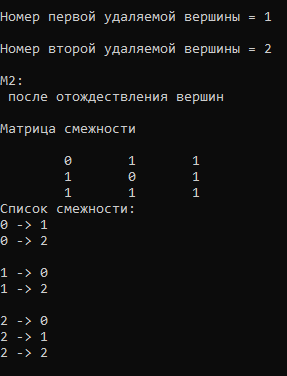 Номер первой удаляемой вершины = 1
Номер второй удаляемой вершины = 2
M2:
после отождествления вершин
Матрица смежности
0 1 1
1 0 1
1 1 1
Список смежности:
0 -> 1
0 -> 2
1 -> 0
1 -> 2
2 -> 0
2 -> 1
2 -> 2